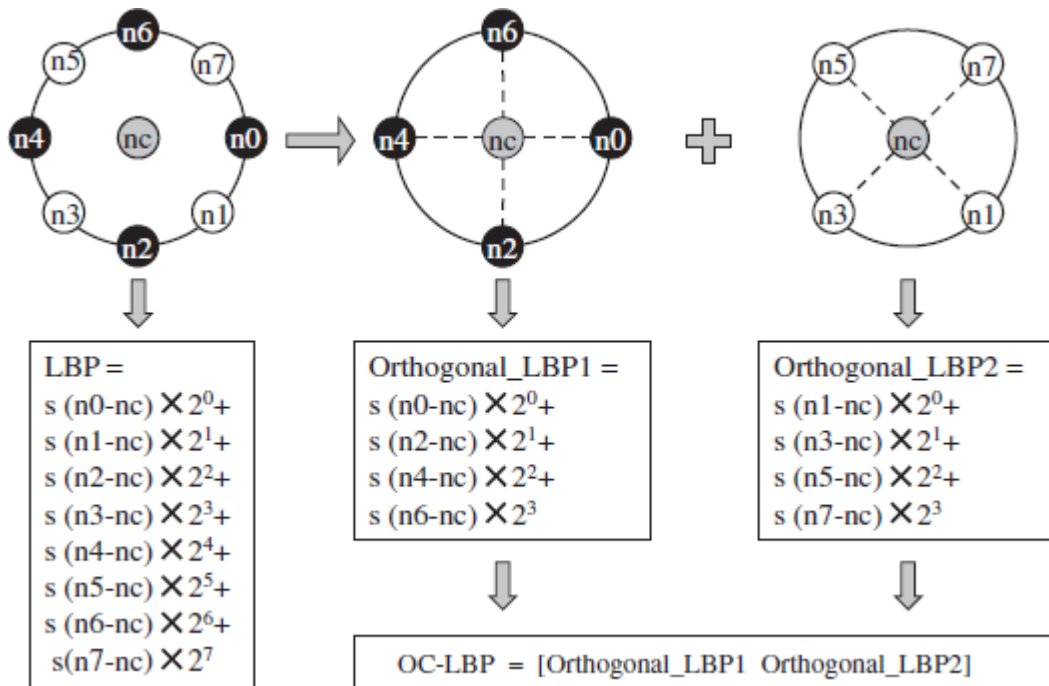 n6
n5
n7
n4
nc
n0
n3
n1
n2
n6
n4
nc
n0
n2
n5
n7
nc
n3
n1
LBP =
s (n0-nc) ×2⁰+
s (n1-nc) ×2¹+
s (n2-nc) ×2²+
s (n3-nc) ×2³+
s (n4-nc) ×2⁴+
s (n5-nc) ×2⁵+
s (n6-nc) ×2⁶+
s(n7-nc) ×2⁷
Orthogonal_LBP1 =
s (n0-nc) ×2⁰+
s (n2-nc) ×2¹+
s (n4-nc) ×2²+
s (n6-nc) ×2³
Orthogonal_LBP2 =
s (n1-nc) ×2⁰+
s (n3-nc) ×2¹+
s (n5-nc) ×2²+
s (n7-nc) ×2³
OC-LBP = [Orthogonal_LBP1 Orthogonal_LBP2]